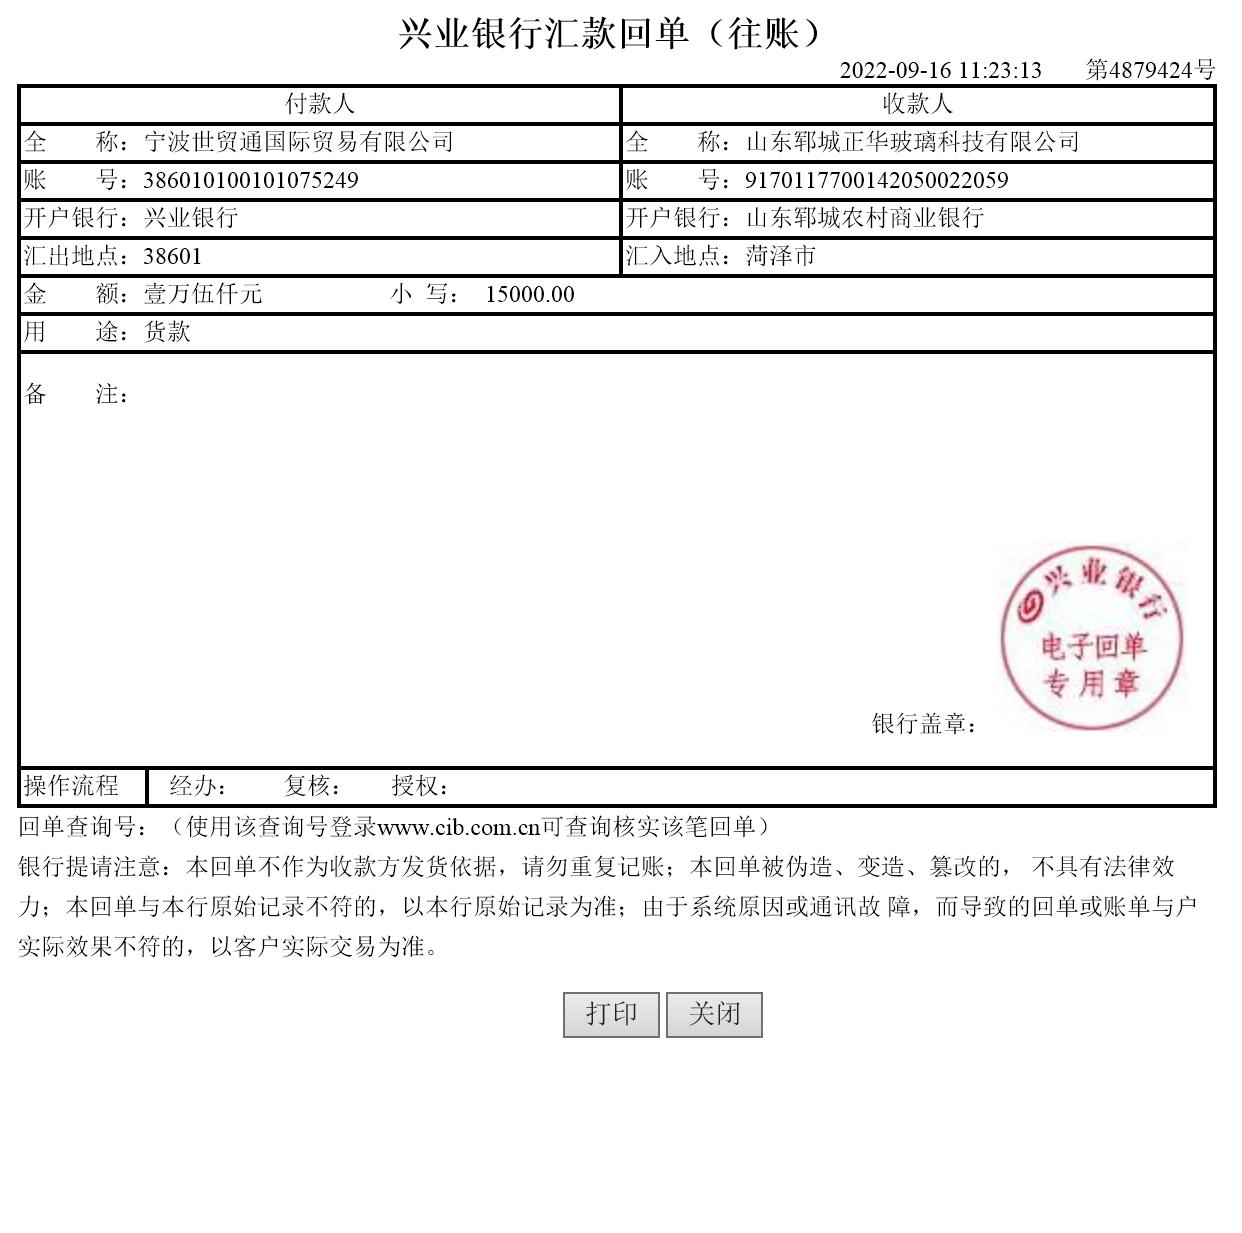 兴业银行汇款回单（往账）
2022-09-16 11:23:13 第4879424号
付款人 收款人
全 称：宁波世贸通国际贸易有限公司 全 称：山东郓城正华玻璃科技有限公司
账 号：386010100101075249 账 号：9170117700142050022059
开户银行：兴业银行 开户银行：山东郓城农村商业银行
汇出地点：38601 汇入地点：菏泽市
金 额：壹万伍仟元 小 写： 15000.00
用 途：货款
备 注：
兴业银行
电子回单
专用章
银行盖章：
操作流程 经办： 复核： 授权：
回单查询号：（使用该查询号登录www.cib.com.cn可查询核实该笔回单）
银行提请注意：本回单不作为收款方发货依据，请勿重复记账；本回单被伪造、变造、篡改的， 不具有法律效
力；本回单与本行原始记录不符的，以本行原始记录为准；由于系统原因或通讯故 障，而导致的回单或账单与户
实际效果不符的，以客户实际交易为准。
打印 关闭